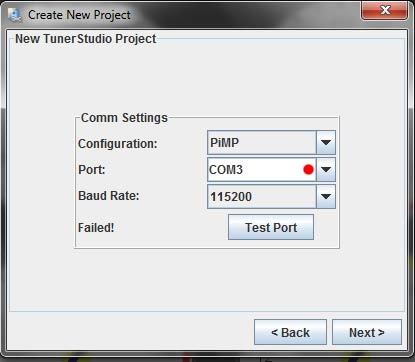 Create New Project
New TunerStudio Project
Comm Settings
Configuration: PiMP
Port: COM3
Baud Rate: 115200
Failed! Test Port
< Back Next >